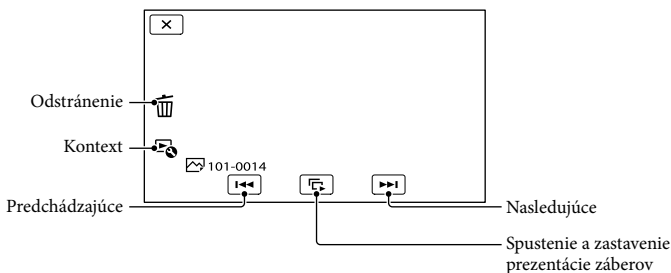 Odstránenie
Kontext
101-0014
Predchádzajúce
Nasledujúce
Spustenie a zastavenie
prezentácie záberov